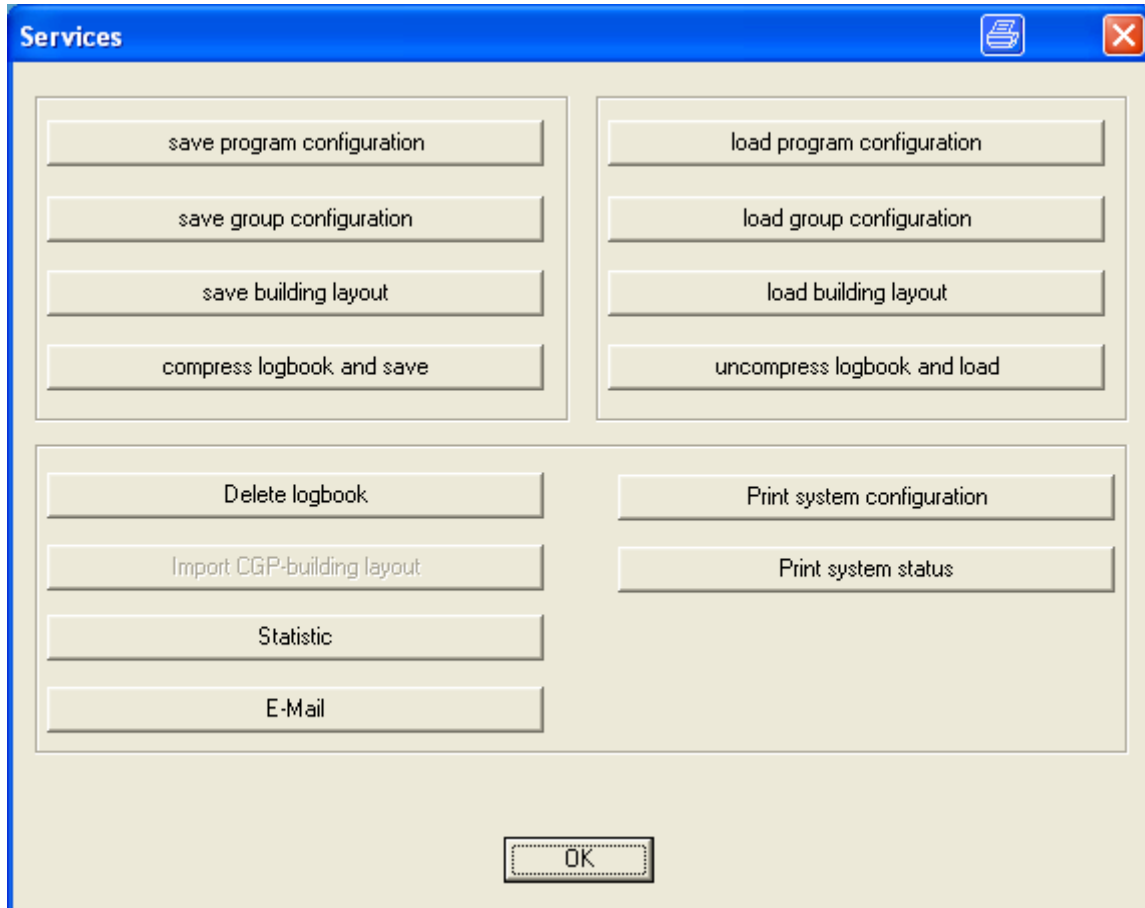 Services
save program configuration
save group configuration
save building layout
compress logbook and save
load program configuration
load group configuration
load building layout
uncompress logbook and load
Delete logbook
Import CGP-building layout
Statistic
E-Mail
Print system configuration
Print system status
OK